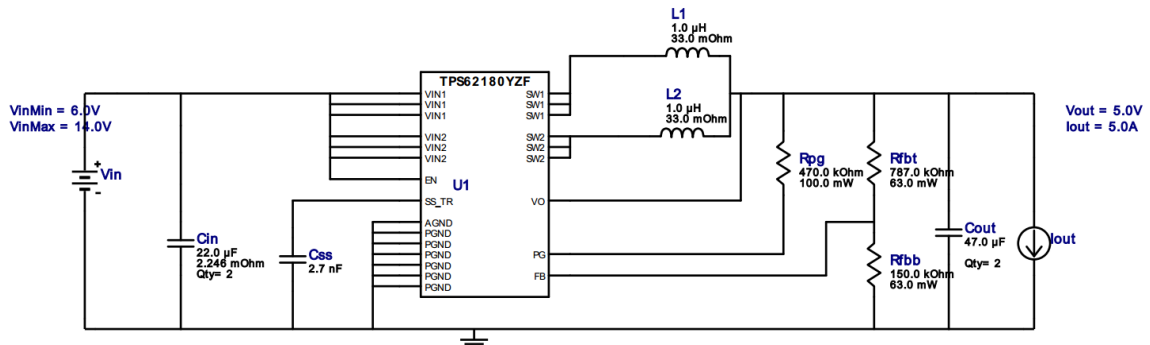 L1
1.0 µH
33.0 mOhm
TPS62180YZF
VinMin = 6.0V
VinMax = 14.0V
Vin
+
-
Cin
22.0 µF
2.246 mOhm
Qty= 2
Css
2.7 nF
VIN1
VIN1
VIN1
VIN2
VIN2
VIN2
EN
SS_TR
AGND
PGND
PGND
PGND
PGND
PGND
PGND
U1
SW1
SW1
SW1
SW2
SW2
SW2
VO
PG
FB
L2
1.0 µH
33.0 mOhm
Rpg
470.0 kOhm
100.0 mW
Rfbt
787.0 kOhm
63.0 mW
Rfbb
150.0 kOhm
63.0 mW
Cout
47.0 µF
Qty= 2
Iout
Vout = 5.0V
Iout = 5.0A